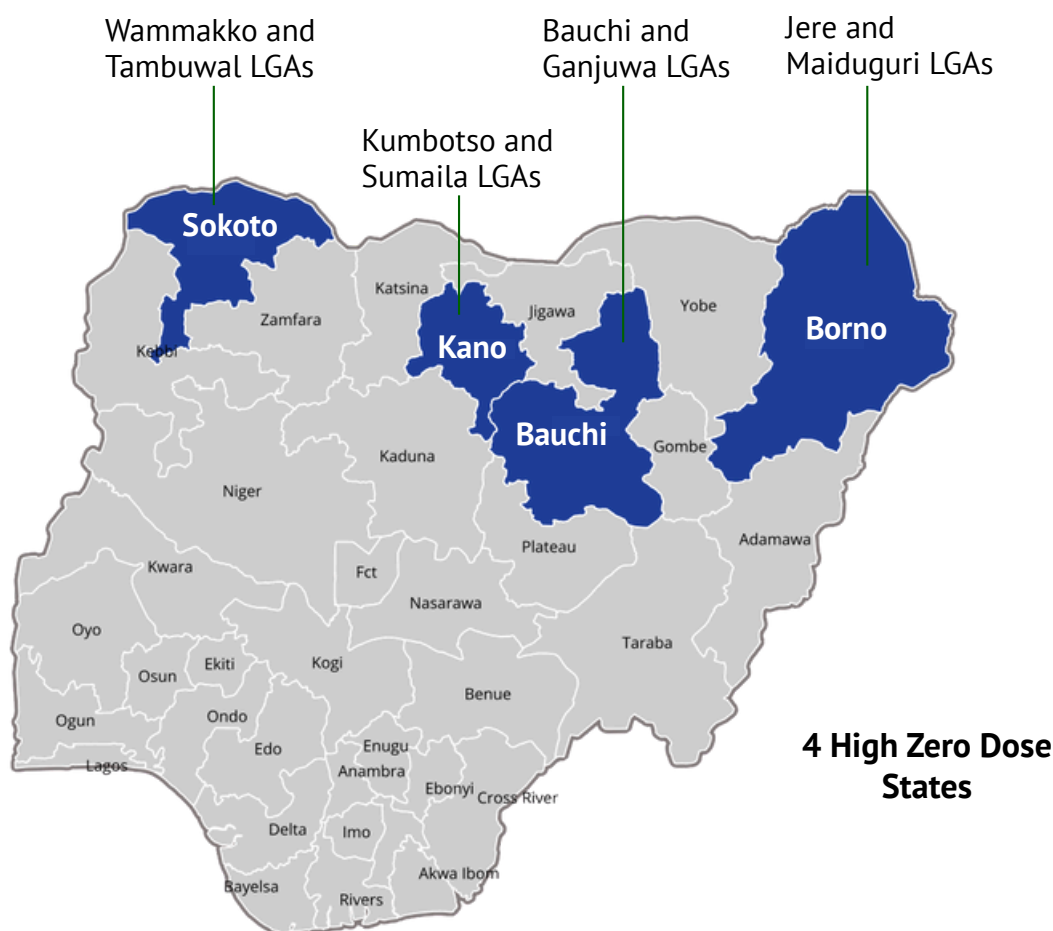 Wammakko and
Tambuwal LGAs
Bauchi and
Ganjuwa LGAs
Jere and
Maiduguri LGAs
Kumbotso and
Sumaila LGAs
Sokoto
Katsina
Jigawa
Yobe
Zamfara
Kebbi
Kano
Borno
Bauchi
Gombe
Kaduna
Niger
Adamawa
Plateau
Kwara
Fct
Nasarawa
Oyo
Taraba
Ekiti
Kogi
Osun
Benue
Ogun
Ondo
Edo
Enugu
Lagos
Anambra
Ebonyi
Cross River
4 High Zero Dose
States
Delta
Imo
Akwa Ibom
Bayelsa
Rivers